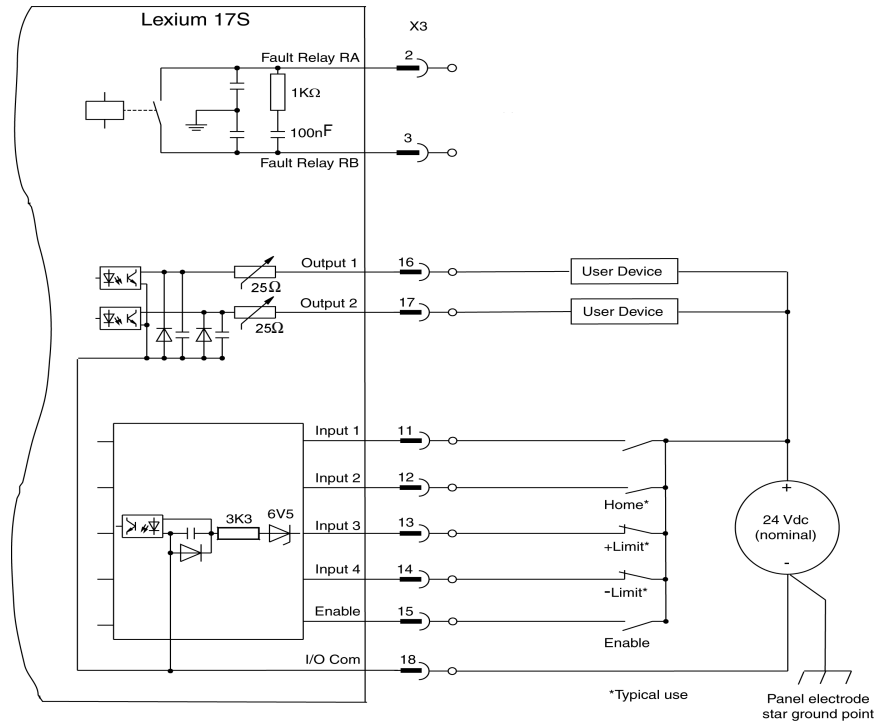 Lexium 17S
X3
Fault Relay RA
2
1KΩ
100nF
3
Fault Relay RB
Output 1
16
User Device
25Ω
Output 2
17
User Device
25Ω
Input 1
11
Input 2
12
Home*
+
24 Vdc
(nominal)
-
3K3
6V5
Input 3
13
+Limit*
Input 4
14
-Limit*
Enable
15
Enable
I/O Com
18
*Typical use
Panel electrode
star ground point